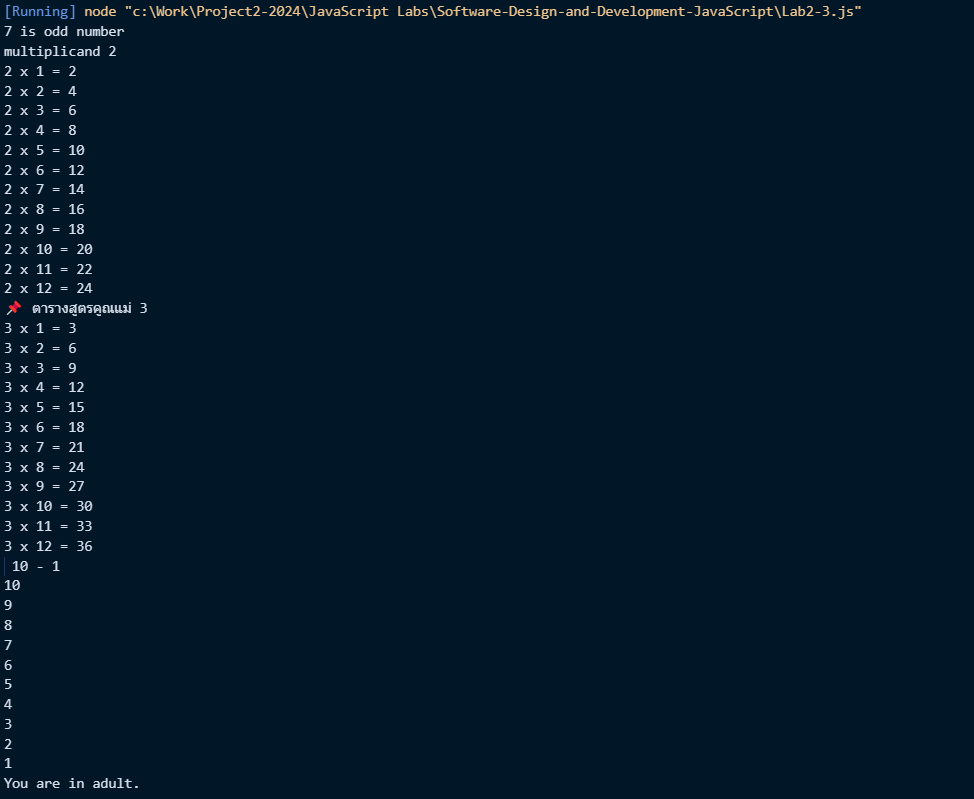 [Running] node "c:\Work\Project2-2024\JavaScript Labs\Software-Design-and-Development-JavaScript\Lab2-3.js"
7 is odd number
multiplicand 2
2 x 1 = 2
2 x 2 = 4
2 x 3 = 6
2 x 4 = 8
2 x 5 = 10
2 x 6 = 12
2 x 7 = 14
2 x 8 = 16
2 x 9 = 18
2 x 10 = 20
2 x 11 = 22
2 x 12 = 24
📌 ตารางสูตรคูณแม่ 3
3 x 1 = 3
3 x 2 = 6
3 x 3 = 9
3 x 4 = 12
3 x 5 = 15
3 x 6 = 18
3 x 7 = 21
3 x 8 = 24
3 x 9 = 27
3 x 10 = 30
3 x 11 = 33
3 x 12 = 36
10 - 1
10
9
8
7
6
5
4
3
2
1
You are in adult.